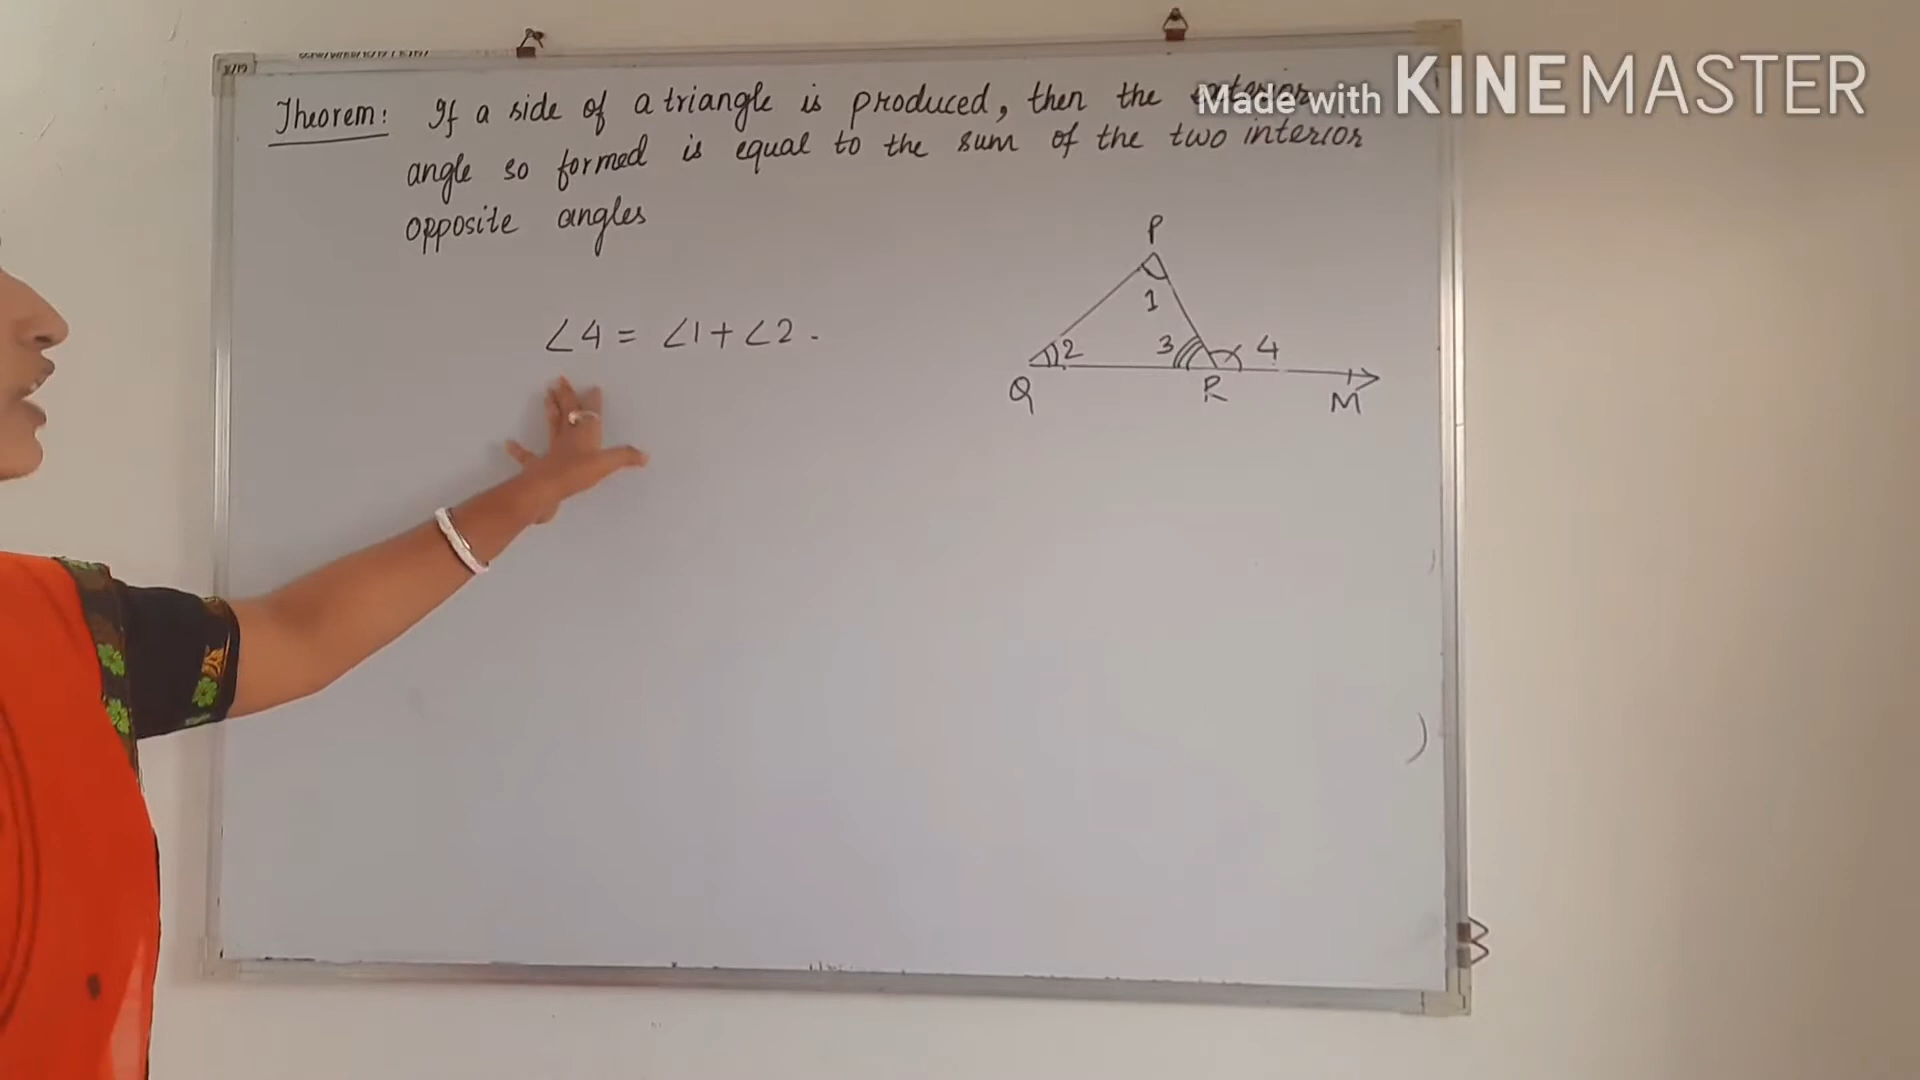 Made with KINEMASTER
Theorem: If a side of a triangle is produced, then the exterior
angle so formed is equal to the sum of the two interior
opposite angles
∠4 = ∠1 + ∠2.
P
1
2
3
4
Q
R
M